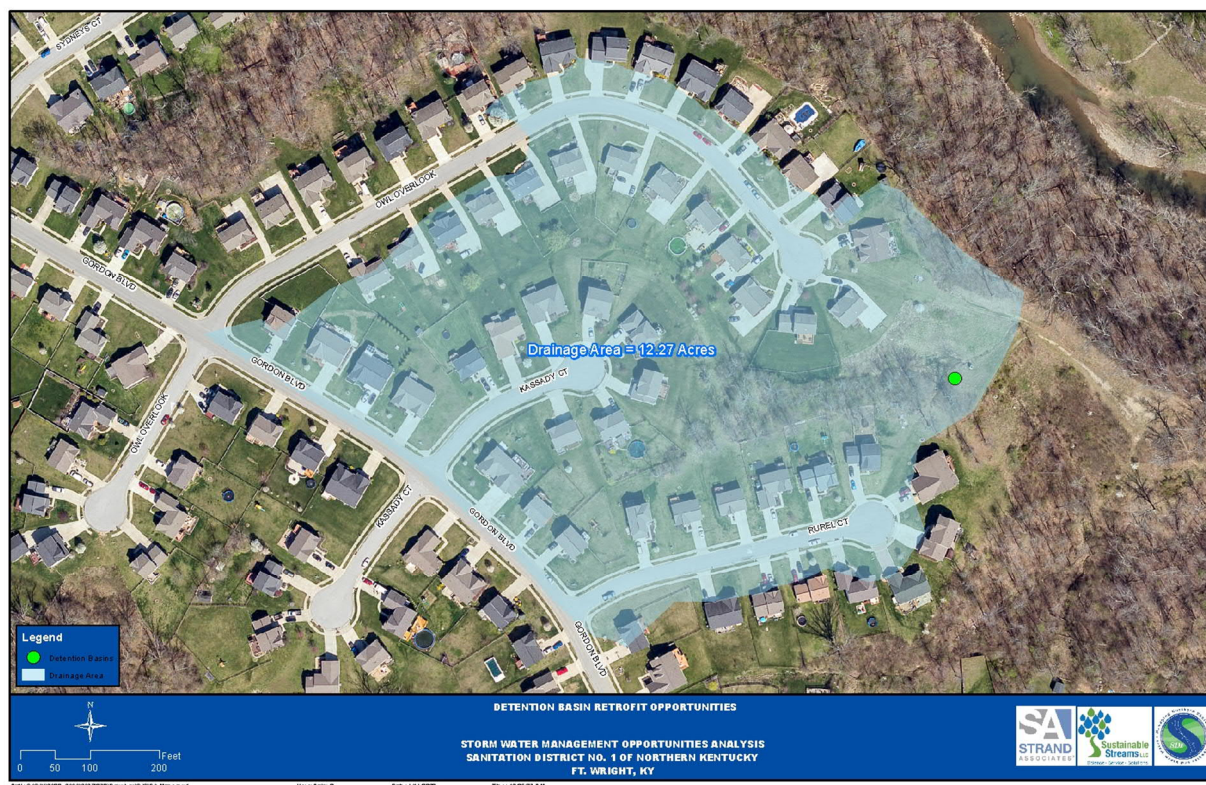 SYDNEYS CT
OWL OVERLOOK
GORDON BLVD
GORDON BLVD
Drainage Area = 12.27 Acres
KASSADY CT
OWL OVERLOOK
KASSADY CT
GORDON BLVD
RUREL CT
GORDON BLVD
Legend
Detention Basins
Drainage Area
N
Feet
0 50 100 200
DETENTION BASIN RETROFIT OPPORTUNITIES
STORM WATER MANAGEMENT OPPORTUNITIES ANALYSIS
SANITATION DISTRICT NO. 1 OF NORTHERN KENTUCKY
FT. WRIGHT, KY
SA
STRAND
ASSOCIATES
Sustainable
Streams LLC